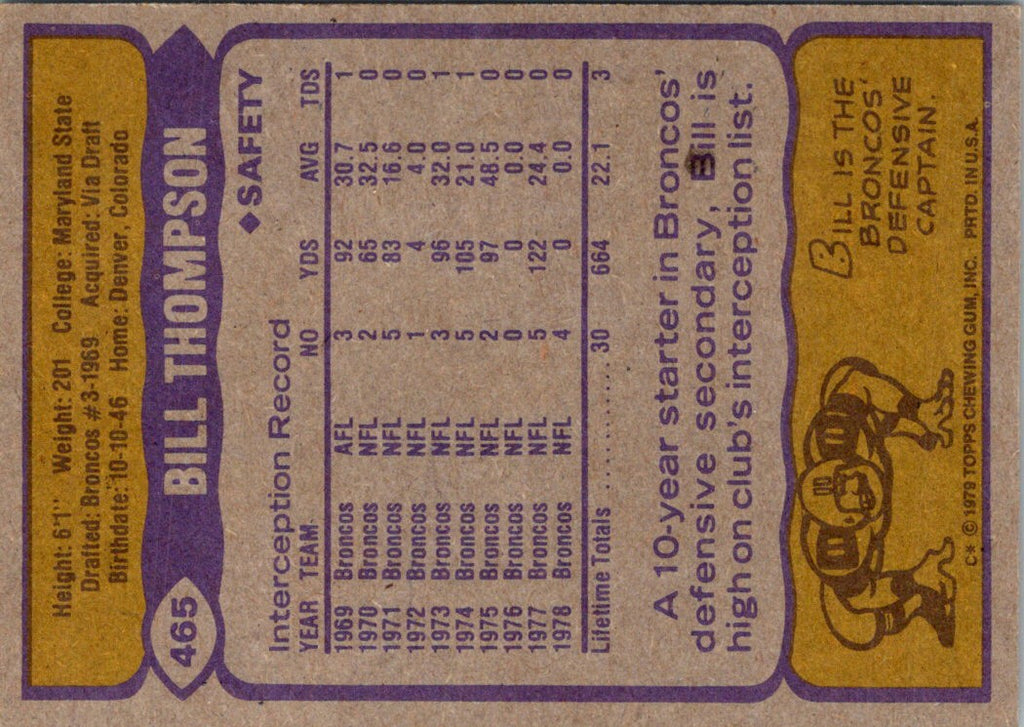 Height: 6'1" Weight: 201 College: Maryland State
Drafted: Broncos #3-1969 Acquired: Via Draft
Birthdate: 10-10-46 Home: Denver, Colorado
465
BILL THOMPSON
◆SAFETY
Interception Record
YEAR TEAM NO YDS AVG TDS
1969 Broncos AFL 3 92 30.7 1
1970 Broncos NFL 2 65 32.5 0
1971 Broncos NFL 5 83 16.6 0
1972 Broncos NFL 1 4 4.0 0
1973 Broncos NFL 3 96 32.0 1
1974 Broncos NFL 5 105 21.0 1
1975 Broncos NFL 2 97 48.5 0
1976 Broncos NFL 0 0 0.0 0
1977 Broncos NFL 5 122 24.4 0
1978 Broncos NFL 4 0 0.0 0
Lifetime Totals .......... 30 664 22.1 3
A 10-year starter in Broncos'
defensive secondary, Bill is
high on club's interception list.
BILL IS THE
BRONCOS'
DEFENSIVE
CAPTAIN.
C* © 1979 TOPPS CHEWING GUM, INC. PRTD IN U.S.A.